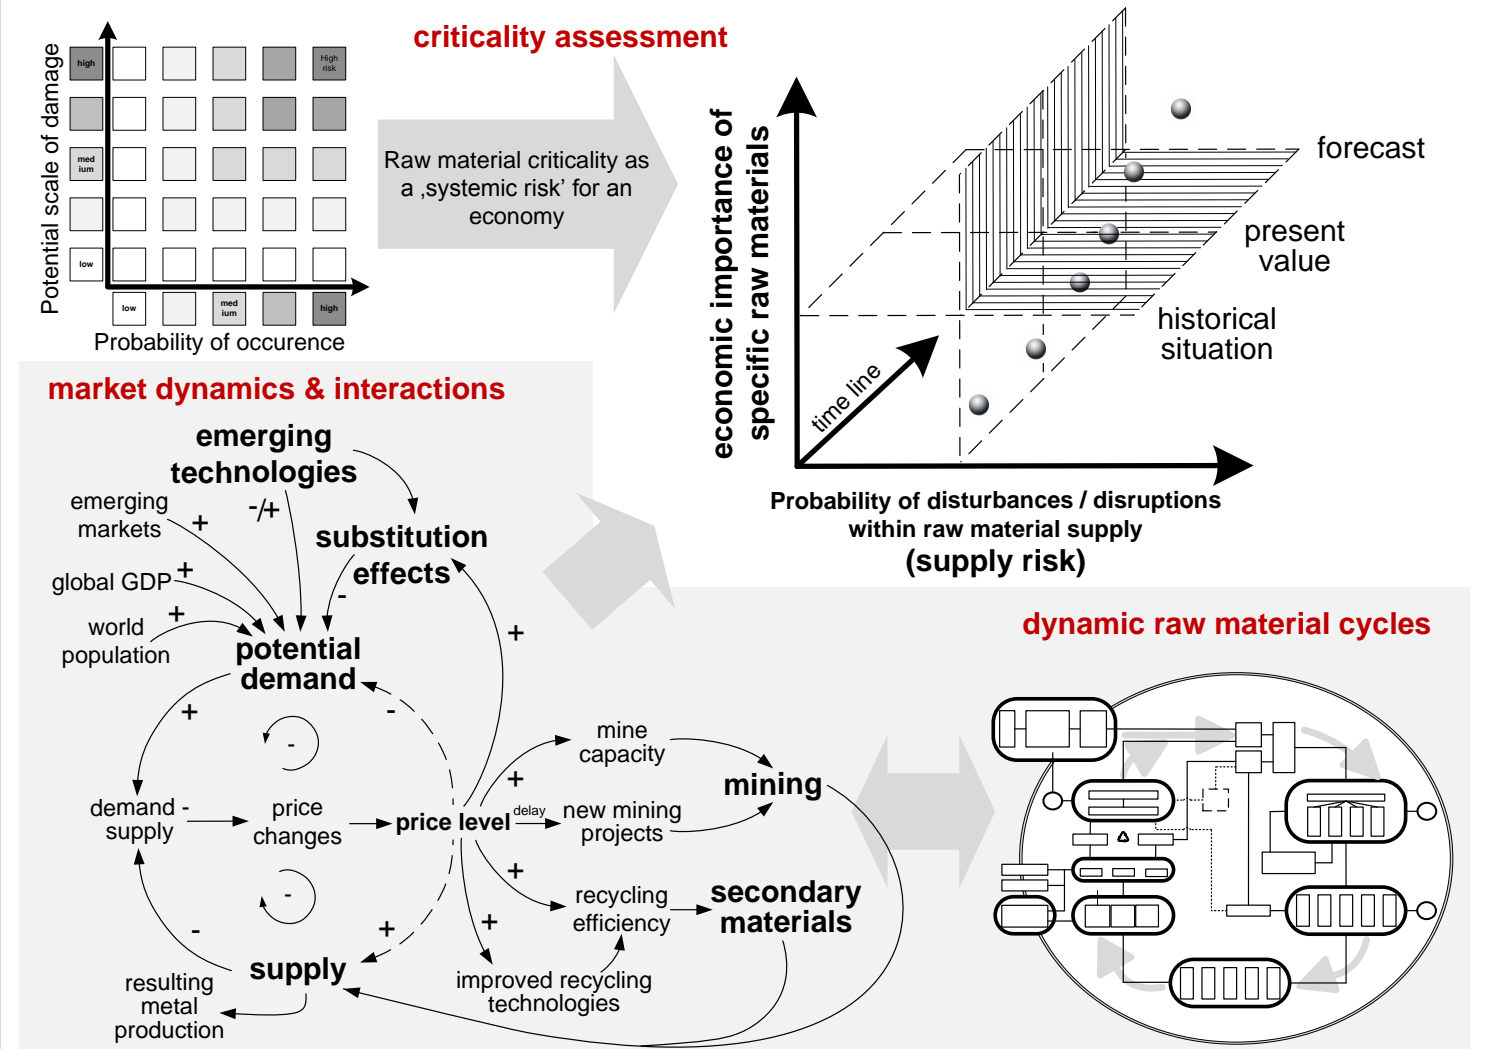 criticality assessment
Potential scale of damage
high
High
risk
med
ium
low
low
med
ium
high
Probability of occurence
Raw material criticality as
a ‚systemic risk’ for an
economy
economic importance of
specific raw materials
forecast
present
value
historical
situation
time line
Probability of disturbances / disruptions
within raw material supply
(supply risk)
market dynamics & interactions
emerging
technologies
emerging
markets
+
-/+
substitution
effects
global GDP
+
-
+
world
population
+
potential
demand
+
-
-
mine
capacity
+
mining
demand -
supply
price
changes
price level
delay
new mining
projects
+
-
recycling
efficiency
secondary
materials
-
+
+
supply
improved recycling
technologies
resulting
metal
production
dynamic raw material cycles